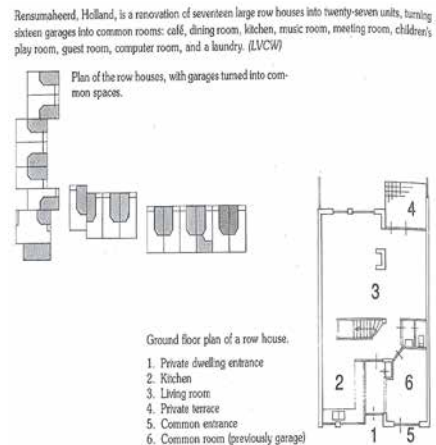 Rensumaheerd, Holland, is a renovation of seventeen large row houses into twenty-seven units, turning
sixteen garages into common rooms: café, dining room, kitchen, music room, meeting room, children's
play room, guest room, computer room, and a laundry. (LVCW)
Plan of the row houses, with garages turned into com-
mon spaces.
4
3
Ground floor plan of a row house.
1. Private dwelling entrance
2. Kitchen
3. Living room
4. Private terrace
5. Common entrance
6. Common room (previously garage)
2
6
1
5